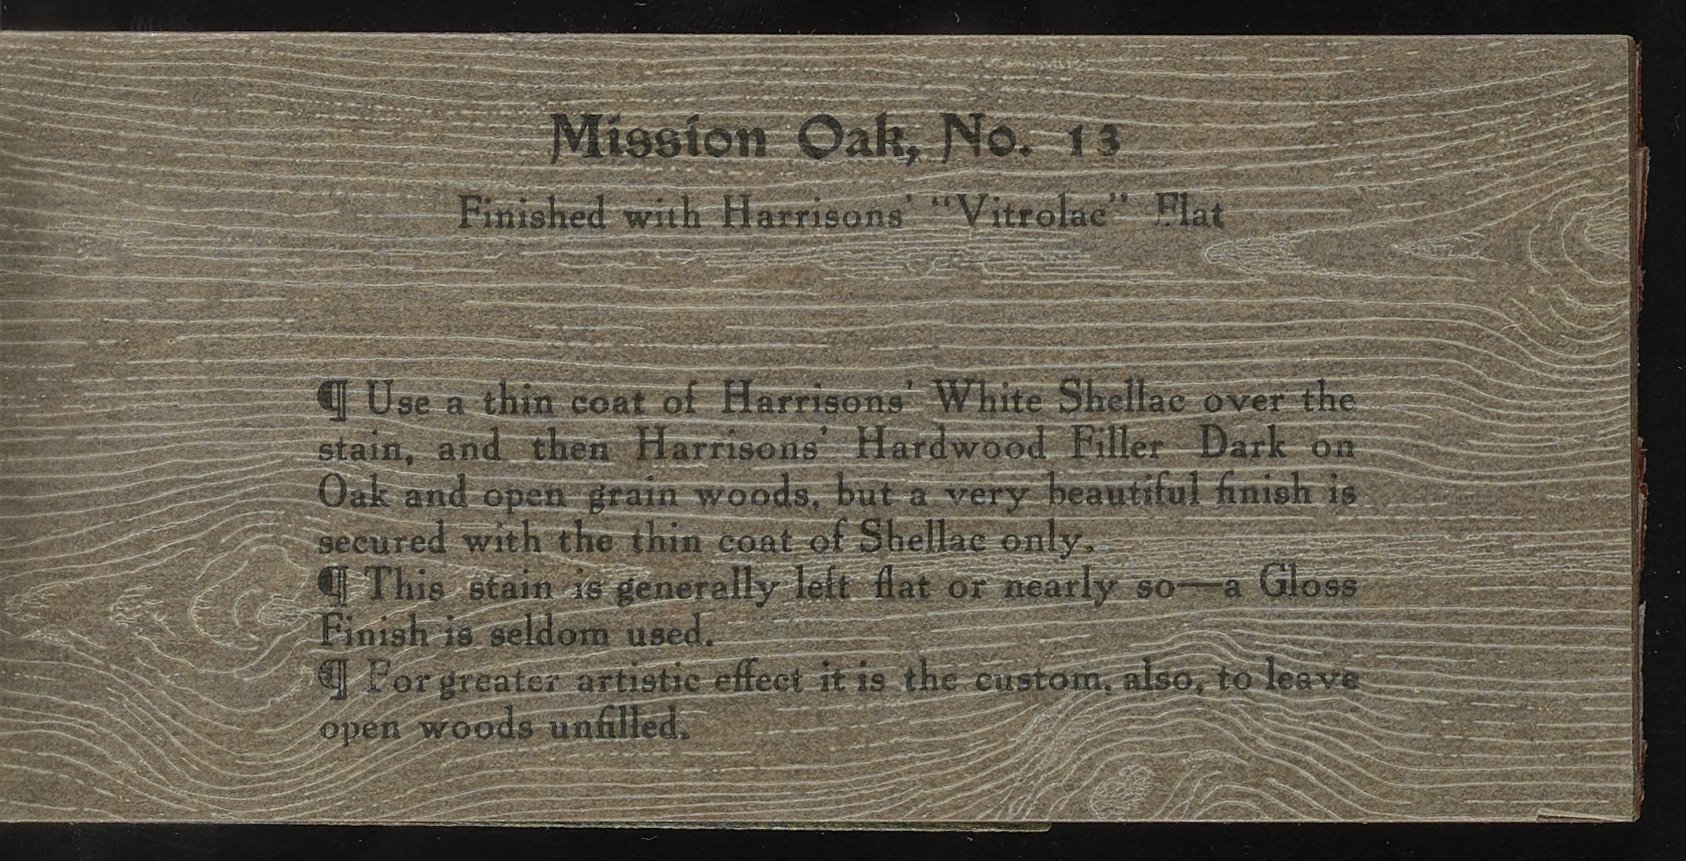 Mission Oak, No. 13
Finished with Harrisons' "Vitrolac" Flat
¶ Use a thin coat of Harrisons' White Shellac over the
stain, and then Harrisons' Hardwood Filler Dark on
Oak and open grain woods, but a very beautiful finish is
secured with the thin coat of Shellac only.
¶ This stain is generally left flat or nearly so—a Gloss
Finish is seldom used.
¶ For greater artistic effect it is the custom, also, to leave
open woods unfilled.